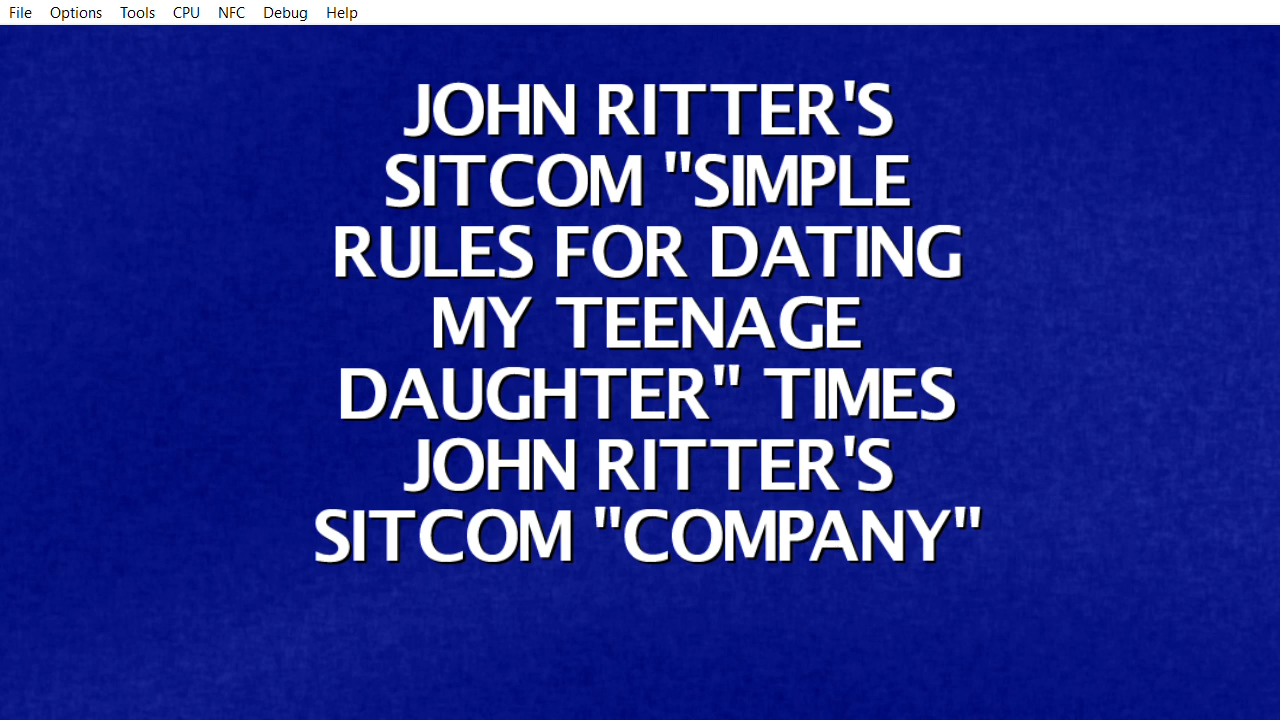 File Options Tools CPU NFC Debug Help
JOHN RITTER'S
SITCOM "SIMPLE
RULES FOR DATING
MY TEENAGE
DAUGHTER" TIMES
JOHN RITTER'S
SITCOM "COMPANY"